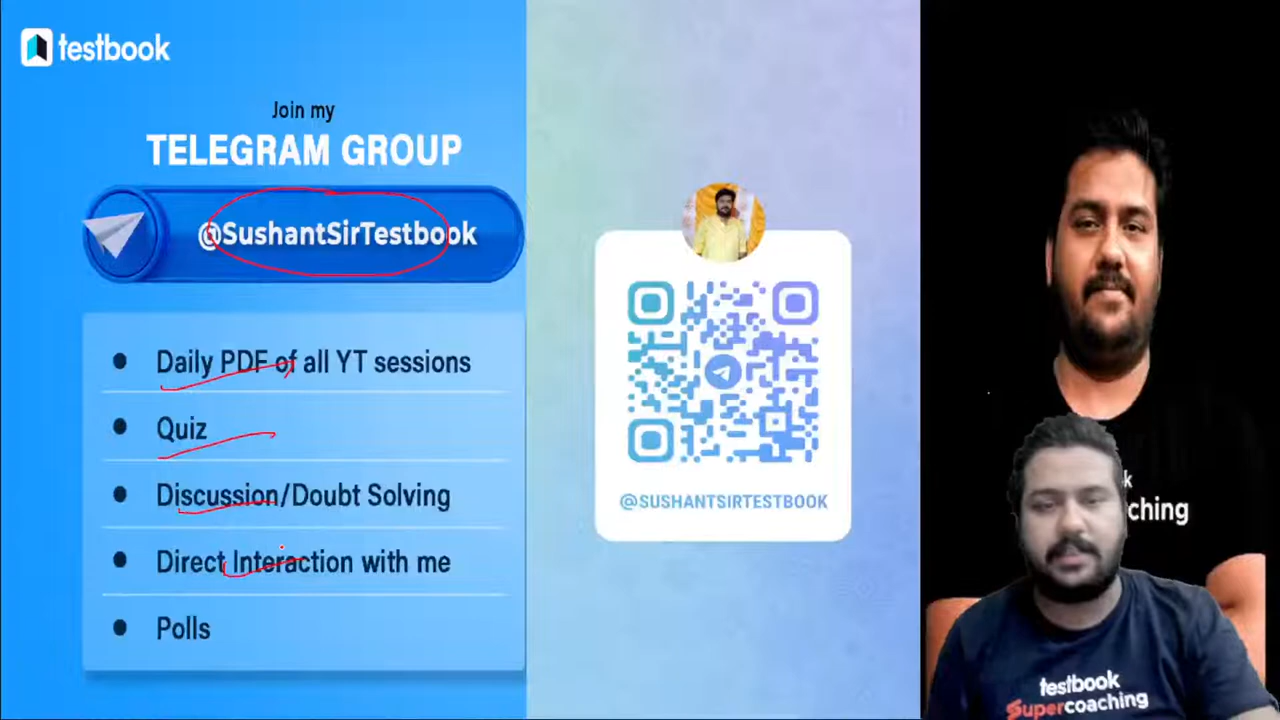 testbook
Join my
TELEGRAM GROUP
@SushantSirTestbook
Daily PDF of all YT sessions
Quiz
Discussion/Doubt Solving
Direct Interaction with me
Polls
@SUSHANTSIRTESTBOOK
testbook
Supercoaching